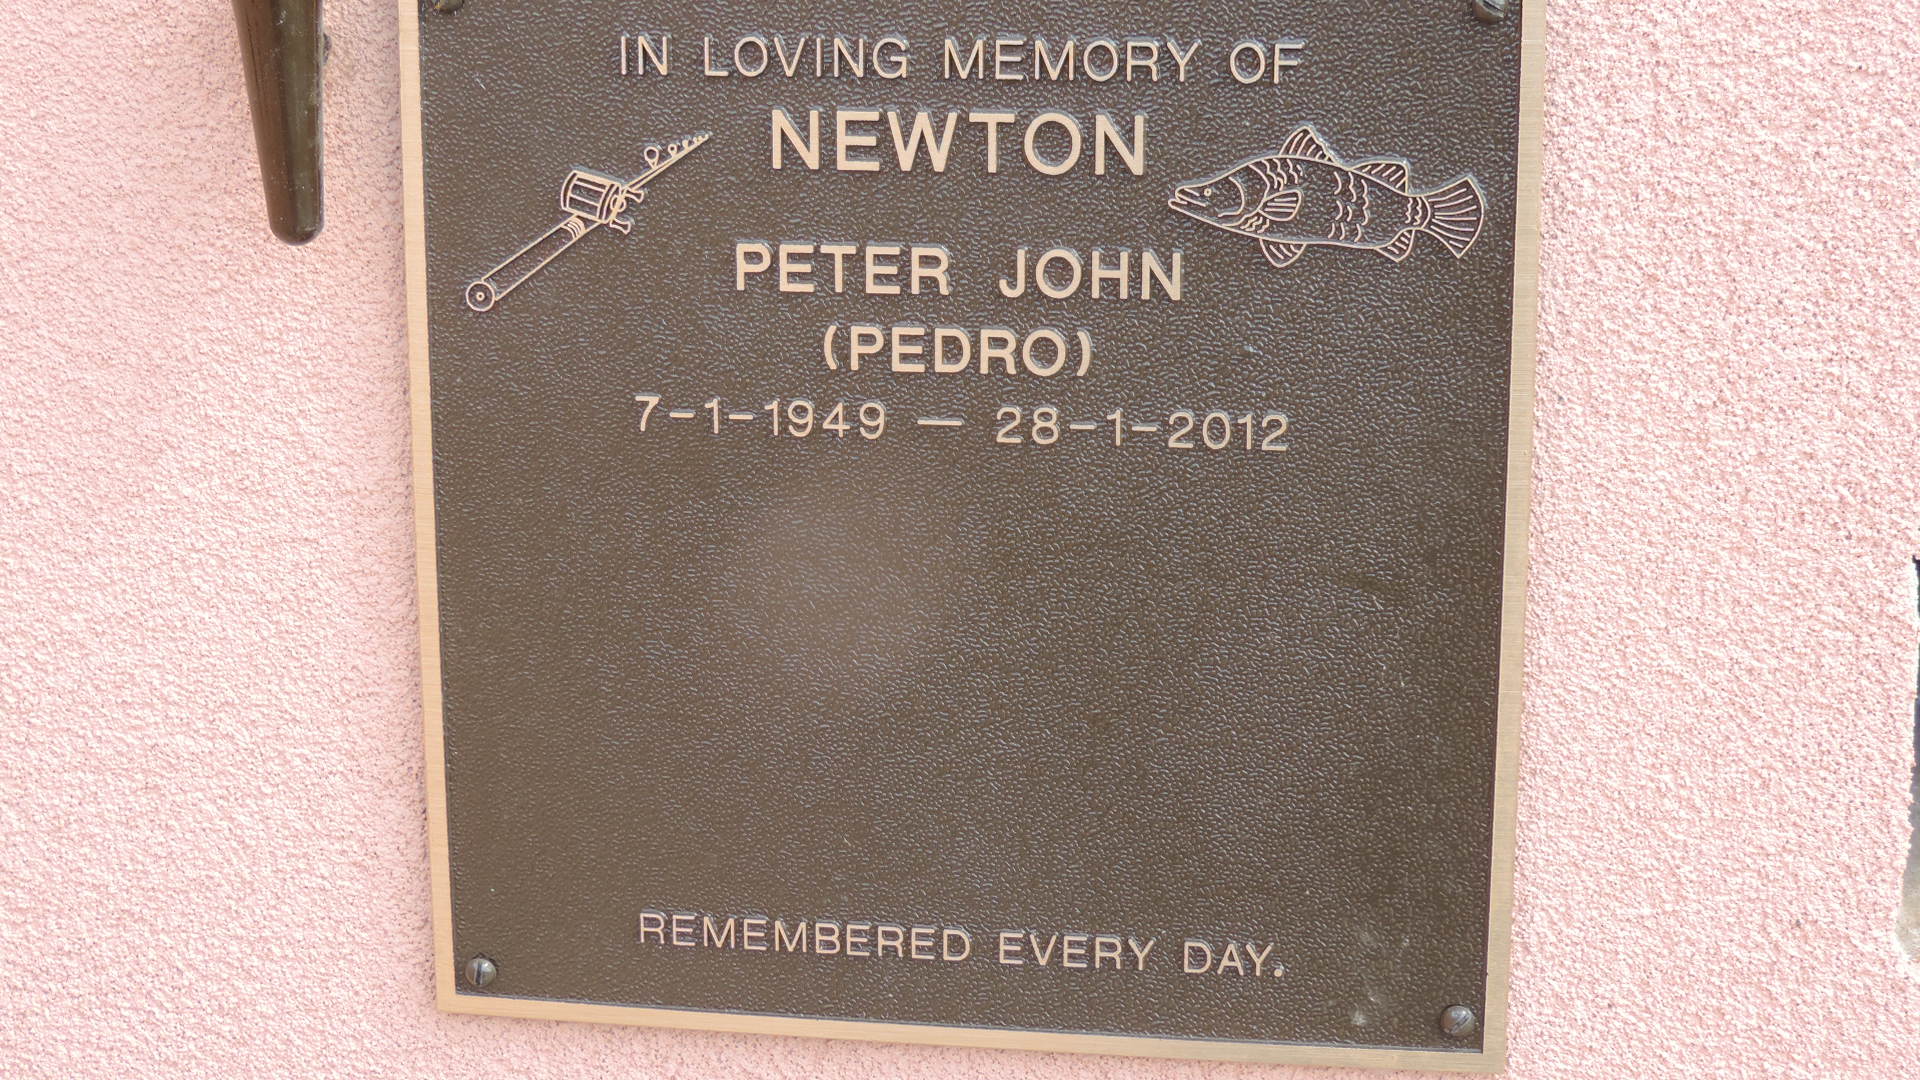 IN LOVING MEMORY OF
NEWTON
PETER JOHN
(PEDRO)
7-1-1949 — 28-1-2012
REMEMBERED EVERY DAY.